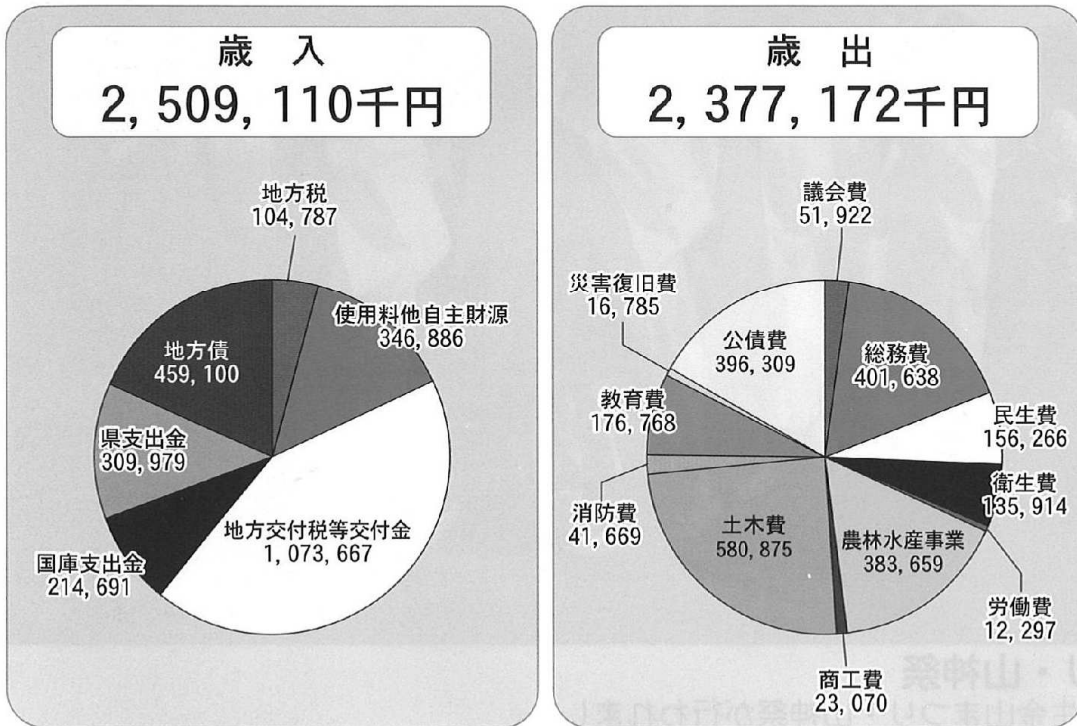 歳 入
2, 509, 110千円
地方税
104, 787
使用料他自主財源
346, 886
地方債
459, 100
県支出金
309, 979
地方交付税等交付金
1, 073, 667
国庫支出金
214, 691
歳 出
2, 377, 172千円
議会費
51, 922
災害復旧費
16, 785
公債費
396, 309
総務費
401, 638
教育費
176, 768
民生費
156, 266
衛生費
135, 914
消防費
41, 669
土木費
580, 875
農林水産事業
383, 659
労働費
12, 297
商工費
23, 070